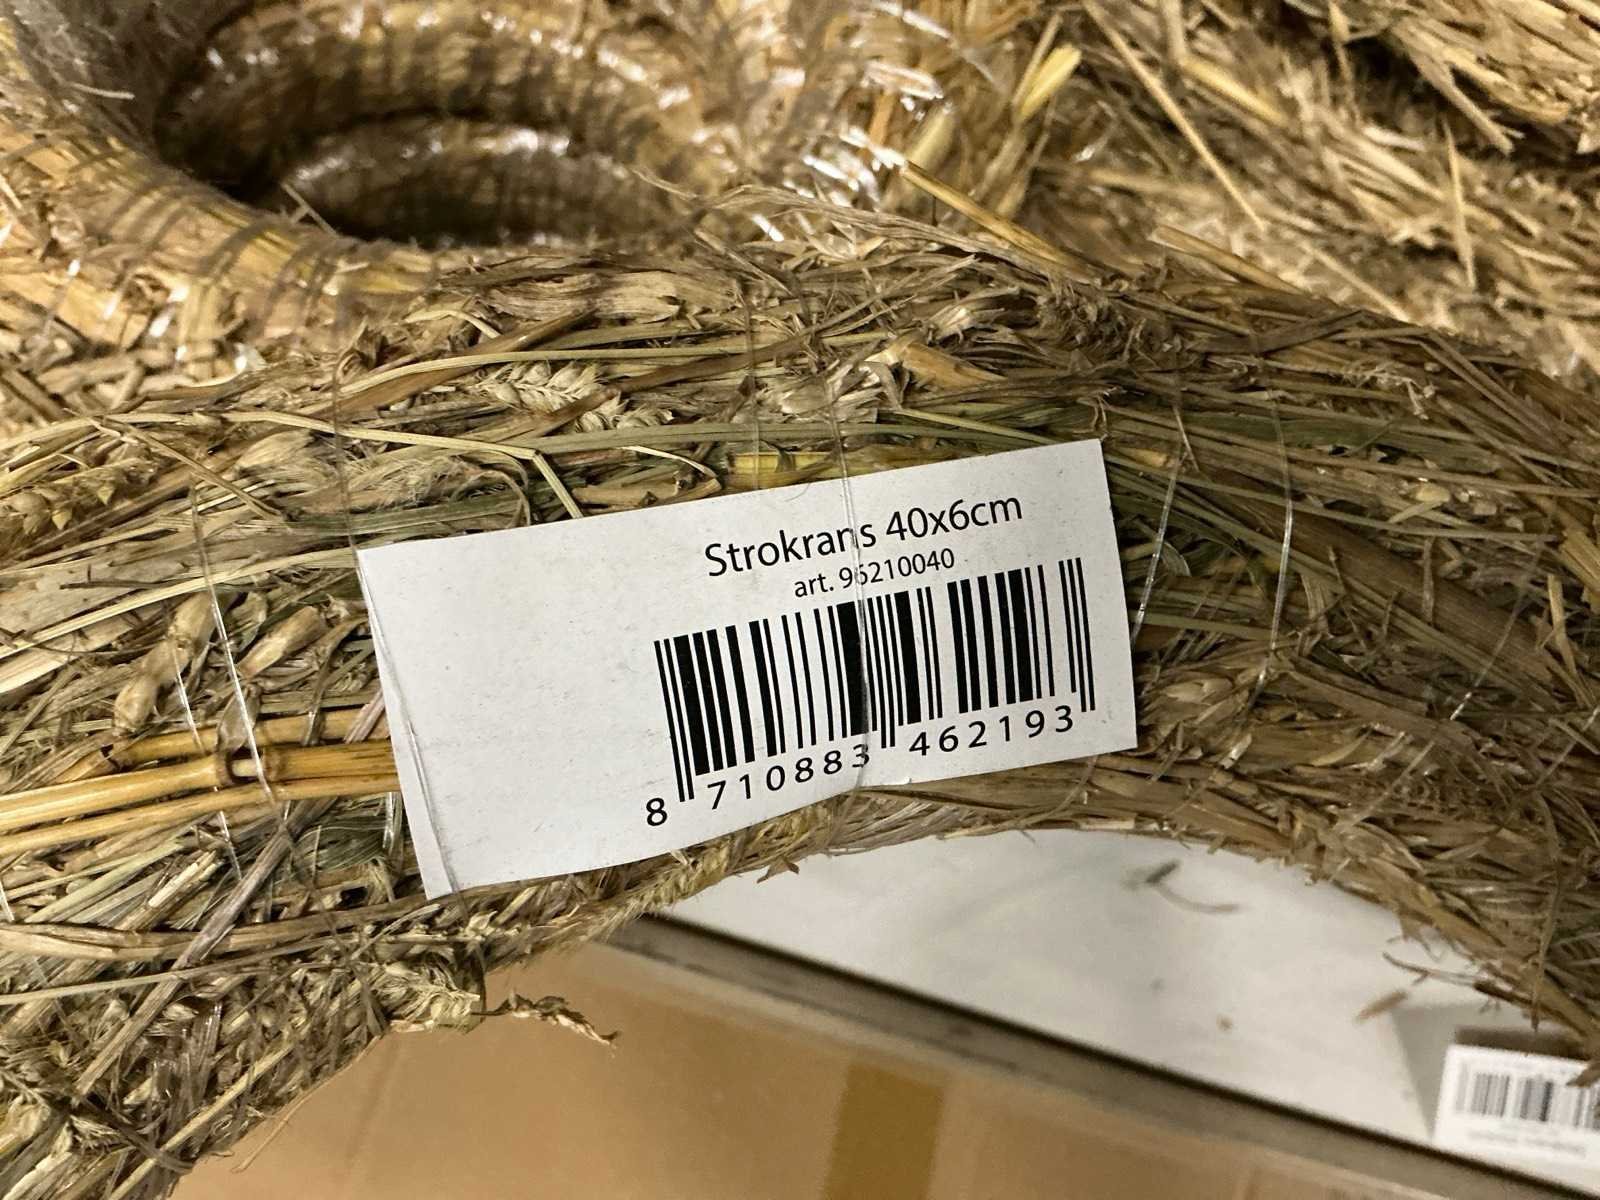 Strokrans 40x6cm
art. 96210040
8 710883 462193